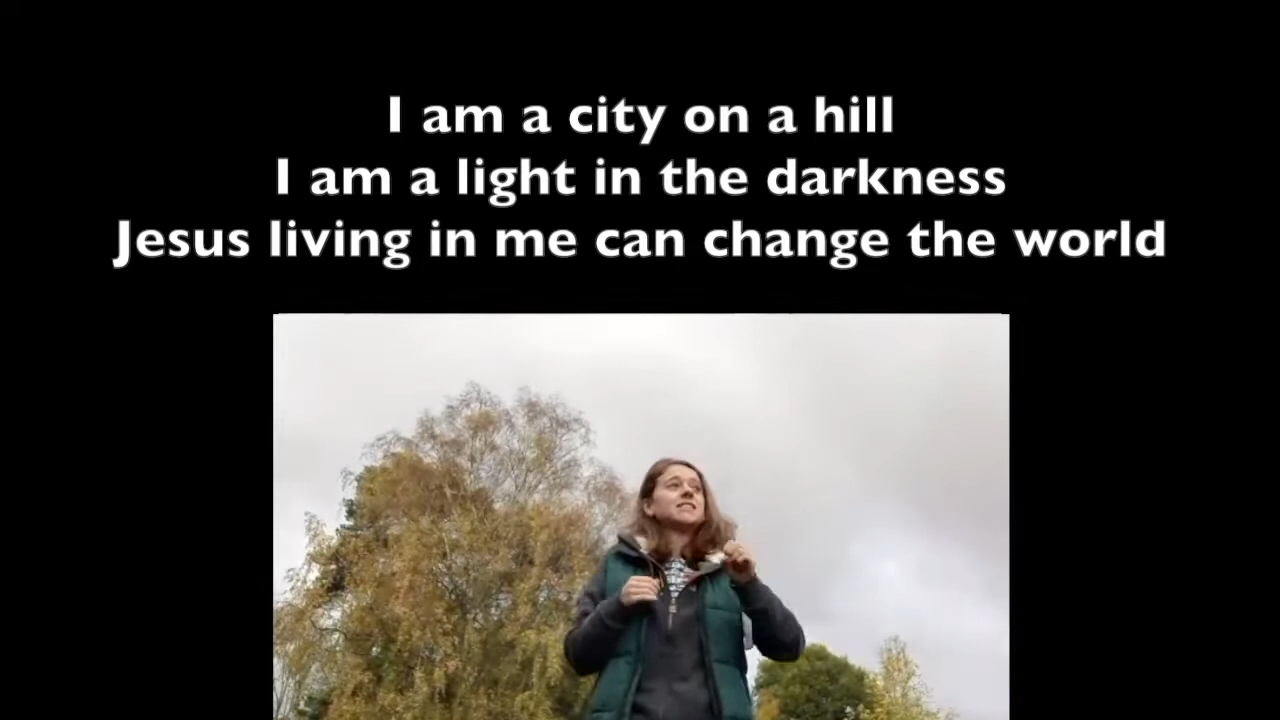 I am a city on a hill
I am a light in the darkness
Jesus living in me can change the world